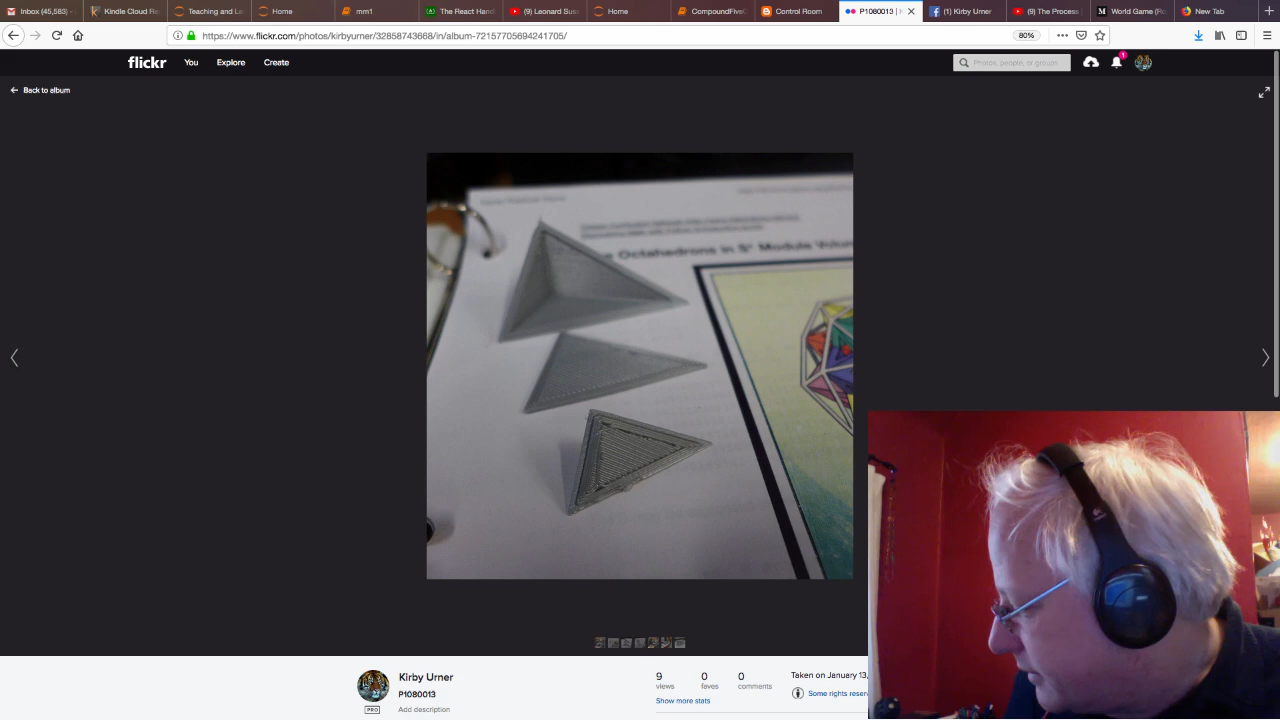 Inbox (45,583) -
Kindle Cloud Re
Teaching and Le
Home
mm1
The React Hand
(9) Leonard Sus
Home
CompoundFive
Control Room
P1080013 |
(1) Kirby Urner
(9) The Process
World Game (Ro
New Tab
https://www.flickr.com/photos/kirbyurner/32858743668/in/album-72157705694241705/
80%
flickr
You
Explore
Create
Photos, people, or groups
1
Back to album
Octahedrons in 5° Module Volu
Kirby Urner
P1080013
PRO
Add description
9
views
0
faves
0
comments
Show more stats
Taken on January 13,
Some rights reser